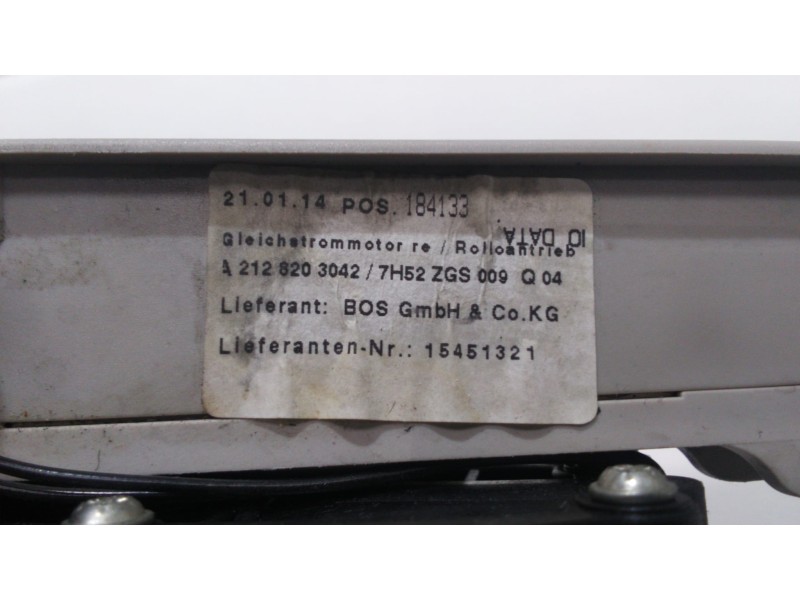 21.01.14 POS. 184133
IO DATA
Gleichstrommotor re / Rolloantrieb
A 212 820 3042 / 7H52 ZGS 009 Q 04
Lieferant: BOS GmbH & Co.KG
Lieferanten-Nr.: 15451321